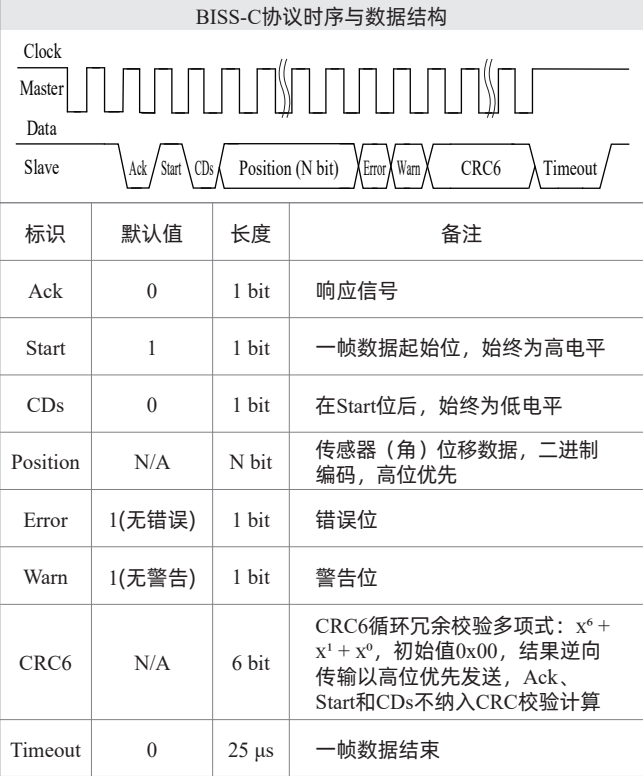 BISS-C协议时序与数据结构
Clock
Master
Data
Slave
Ack Start CDs Position (N bit) Error Warn CRC6 Timeout
标识 默认值 长度 备注
Ack 0 1 bit 响应信号
Start 1 1 bit 一帧数据起始位，始终为高电平
CDs 0 1 bit 在Start位后，始终为低电平
Position N/A N bit 传感器（角）位移数据，二进制
编码，高位优先
Error 1(无错误) 1 bit 错误位
Warn 1(无警告) 1 bit 警告位
CRC6 N/A 6 bit CRC6循环冗余校验多项式：x⁶ +
x¹ + x⁰，初始值0x00，结果逆向
传输以高位优先发送，Ack、
Start和CDs不纳入CRC校验计算
Timeout 0 25 μs 一帧数据结束